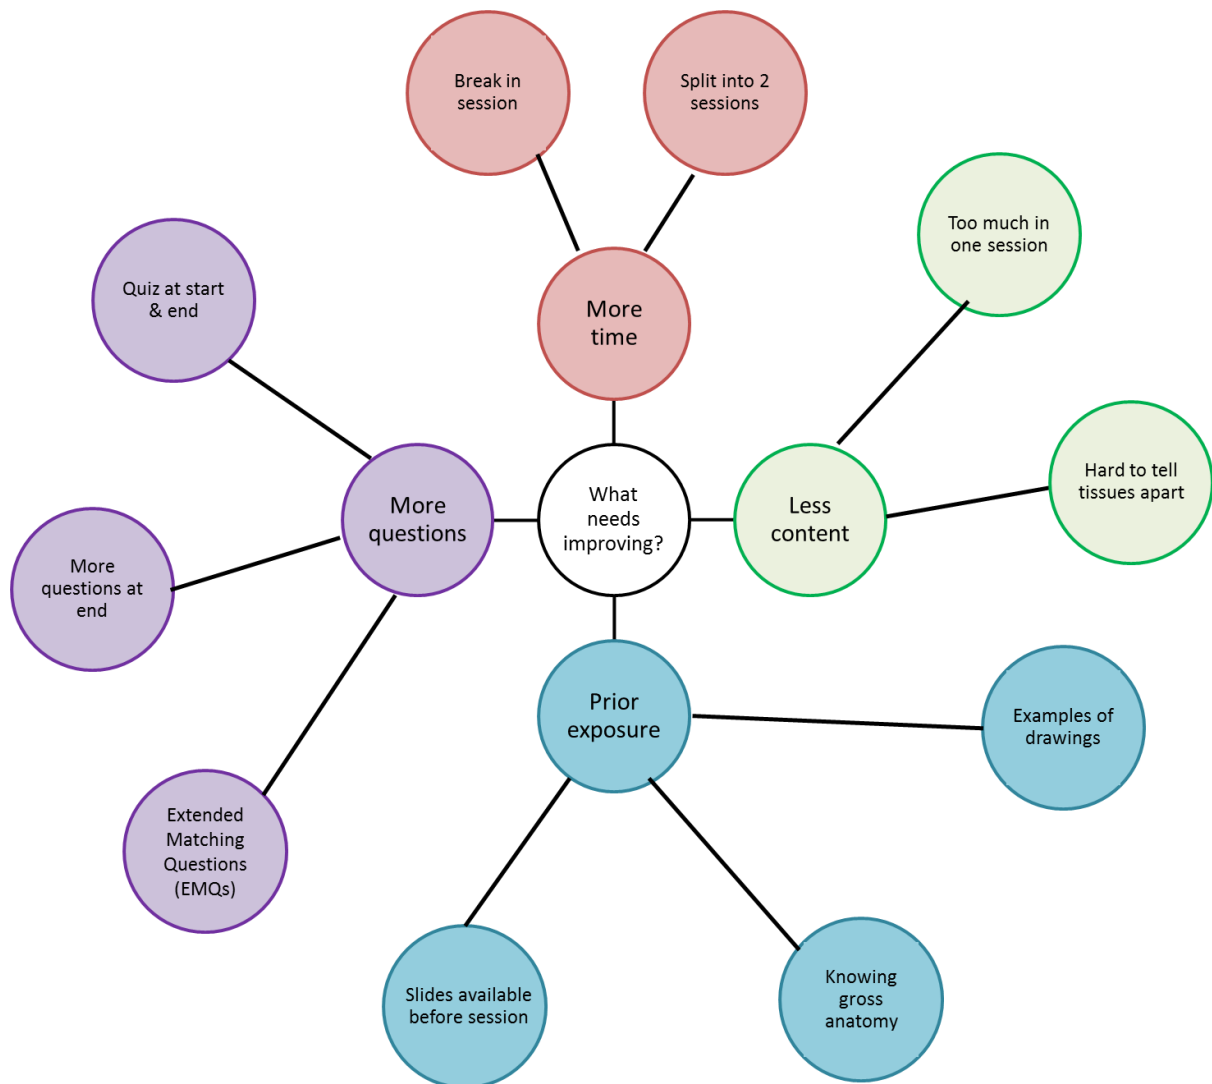 Break in
session
Split into 2
sessions
Too much in
one session
Quiz at start
& end
More
time
Hard to tell
tissues apart
More
questions
What
needs
improving?
Less
content
More
questions at
end
Prior
exposure
Examples of
drawings
Extended
Matching
Questions
(EMQs)
Slides available
before session
Knowing
gross
anatomy